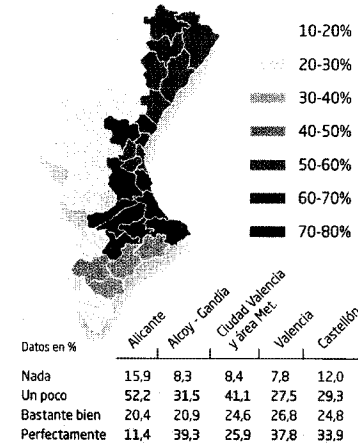 10-20%
20-30%
30-40%
40-50%
50-60%
60-70%
70-80%
Datos en % Alicante Alcoy - Gandía Ciudad Valencia y área Met. Valencia Castellón
Nada 15,9 8,3 8,4 7,8 12,0
Un poco 52,2 31,5 41,1 27,5 29,3
Bastante bien 20,4 20,9 24,6 26,8 24,8
Perfectamente 11,4 39,3 25,9 37,8 33,9